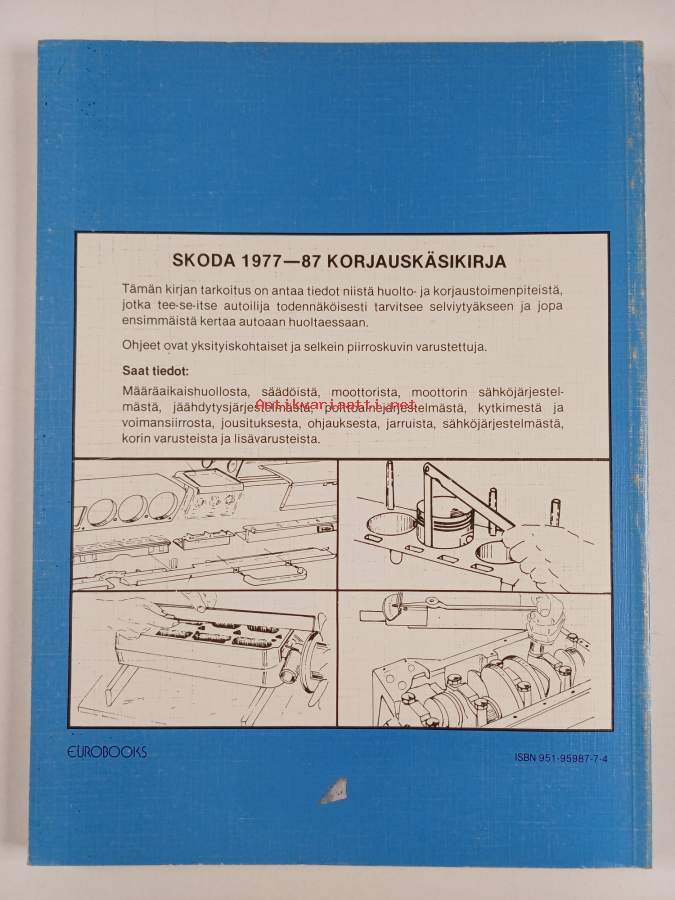 SKODA 1977—87 KORJAUSKÄSIKIRJA
Tämän kirjan tarkoitus on antaa tiedot niistä huolto- ja korjaustoimenpiteistä,
jotka tee-se-itse autoilija todennäköisesti tarvitsee selviytyäkseen ja jopa
ensimmäistä kertaa autoaan huoltaessaan.
Ohjeet ovat yksityiskohtaiset ja selkein piirroskuvin varustettuja.
Saat tiedot:
Määräaikaishuollosta, säädöistä, moottorista, moottorin sähköjärjestel-
mästä, jäähdytysjärjestelmästä, polttoainejärjestelmästä, kytkimestä ja
Antikvariaatti.net
voimansiirrosta, jousituksesta, ohjauksesta, jarruista, sähköjärjestelmästä,
korin varusteista ja lisävarusteista.
EUROBOOKS
ISBN 951-95987-7-4